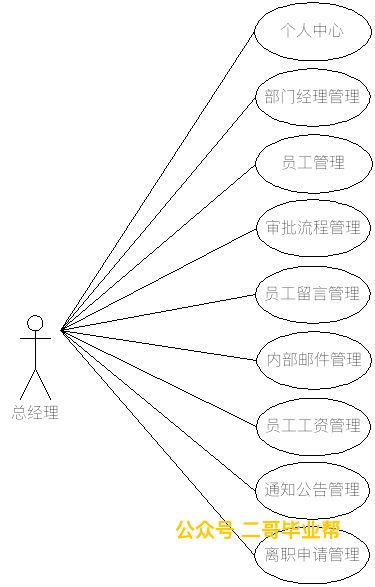 个人中心
部门经理管理
员工管理
审批流程管理
员工留言管理
内部邮件管理
总经理
员工工资管理
通知公告管理
公众号 二哥毕业帮
离职申请管理